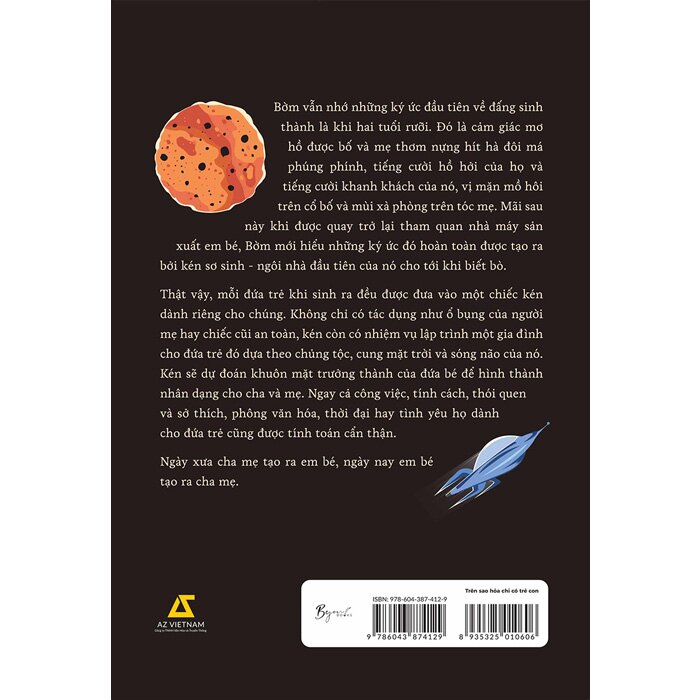 Bờm vẫn nhớ những ký ức đầu tiên về đấng sinh
thành là khi hai tuổi rưỡi. Đó là cảm giác mơ
hồ được bố và mẹ thơm nựng hít hà đôi má
phúng phính, tiếng cười hồ hởi của họ và
tiếng cười khanh khách của nó, vị mặn mồ hôi
trên cổ bố và mùi xà phòng trên tóc mẹ. Mãi sau
này khi được quay trở lại tham quan nhà máy sản
xuất em bé, Bờm mới hiểu những ký ức đó hoàn toàn được tạo ra
bởi kén sơ sinh - ngôi nhà đầu tiên của nó cho tới khi biết bò.
Thật vậy, mỗi đứa trẻ khi sinh ra đều được đưa vào một chiếc kén
dành riêng cho chúng. Không chỉ có tác dụng như ổ bụng của người
mẹ hay chiếc cũi an toàn, kén còn có nhiệm vụ lập trình một gia đình
cho đứa trẻ đó dựa theo chủng tộc, cung mặt trời và sóng não của nó.
Kén sẽ dự đoán khuôn mặt trưởng thành của đứa bé để hình thành
nhân dạng cho cha và mẹ. Ngay cả công việc, tính cách, thói quen
và sở thích, phông văn hóa, thời đại hay tình yêu họ dành
cho đứa trẻ cũng được tính toán cẩn thận.
Ngày xưa cha mẹ tạo ra em bé, ngày nay em bé
tạo ra cha mẹ.
AZ VIETNAM
Công ty TNHH Văn Hóa và Truyền Thông
Beyond
BOOKS
ISBN: 978-604-387-412-9
9 786043 874129
Trên sao hỏa chỉ có trẻ con
8 935325 010606